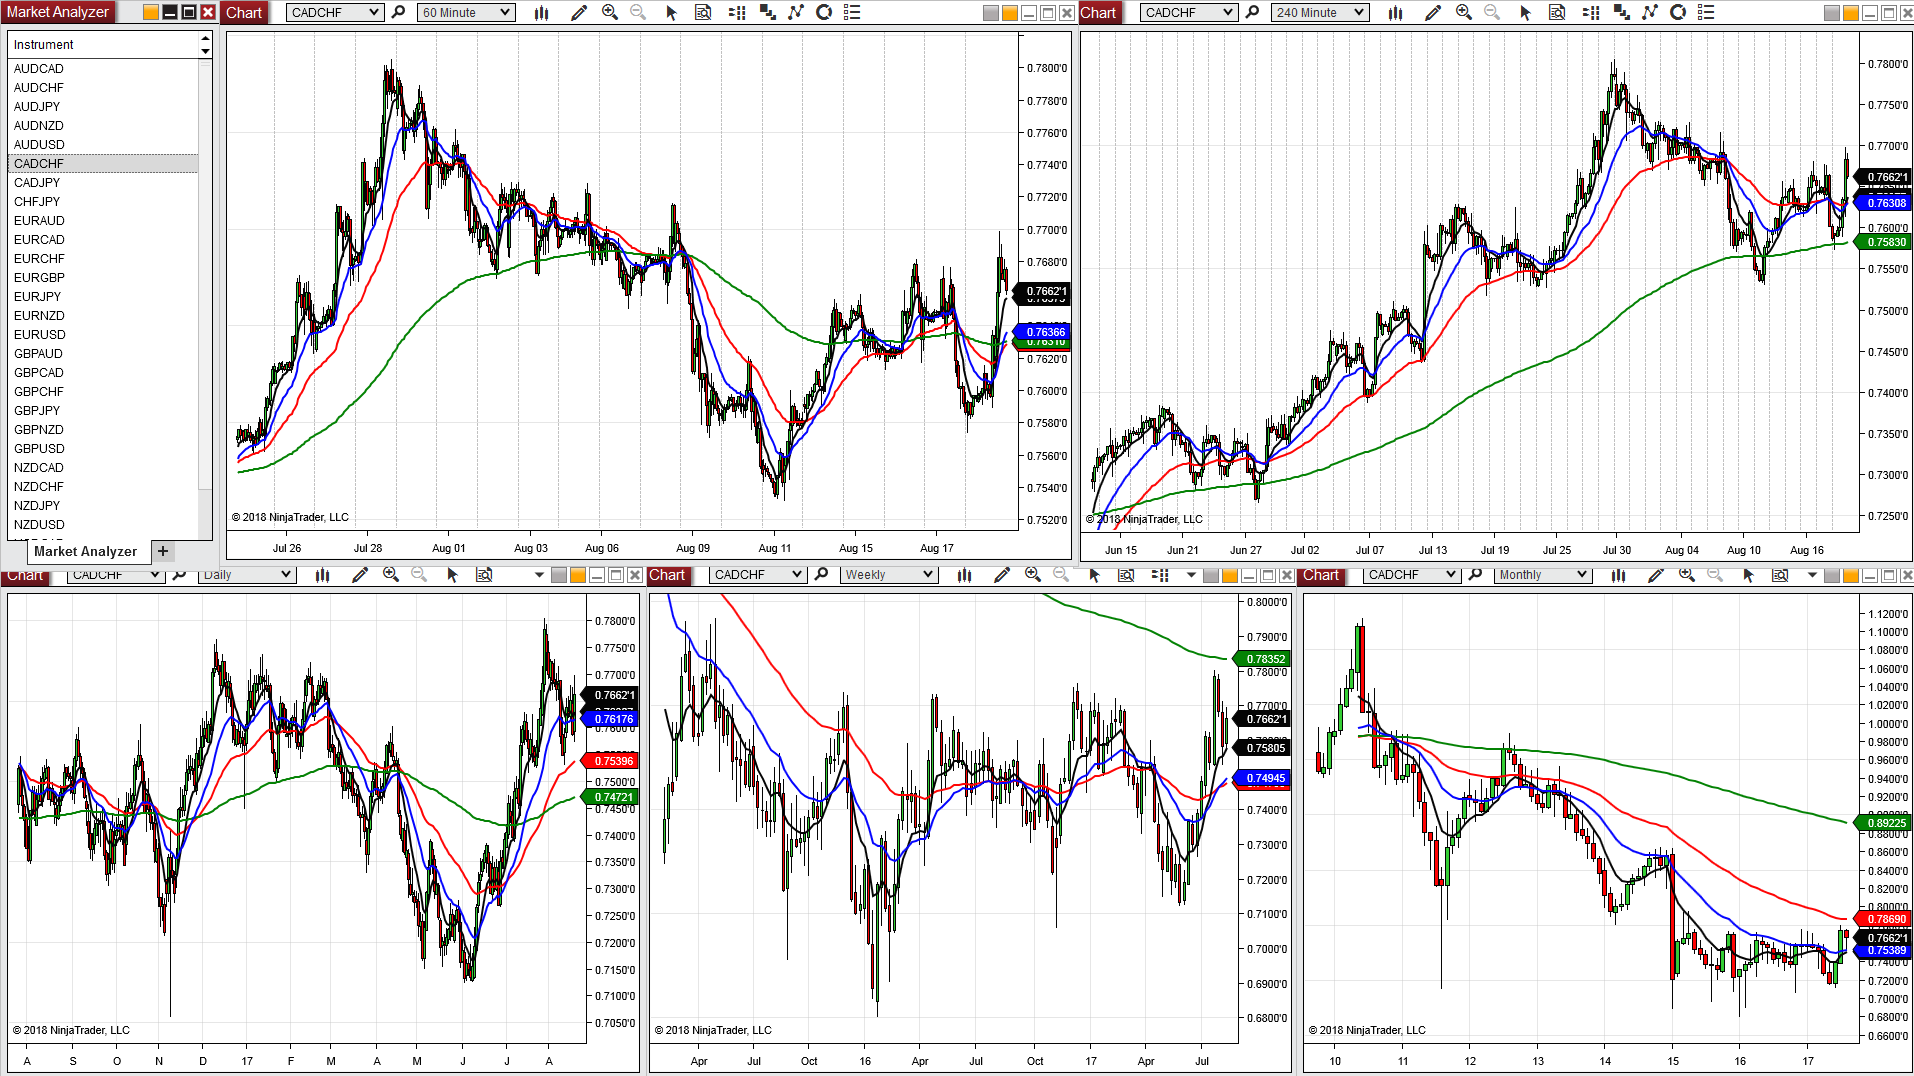 Market Analyzer
Instrument
AUDCAD
AUDCHF
AUDJPY
AUDNZD
AUDUSD
CADCHF
CADJPY
CHFJPY
EURAUD
EURCAD
EURCHF
EURGBP
EURJPY
EURNZD
EURUSD
GBPAUD
GBPCAD
GBPCHF
GBPJPY
GBPNZD
GBPUSD
NZDCAD
NZDCHF
NZDJPY
NZDUSD
Market Analyzer +
Chart CADCHF 60 Minute
0.7800'0
0.7780'0
0.7760'0
0.7740'0
0.7720'0
0.7700'0
0.7680'0
0.7662'1
0.76366
0.7620'0
0.7600'0
0.7580'0
0.7560'0
0.7540'0
0.7520'0
© 2018 NinjaTrader, LLC
Jul 26 Jul 28 Aug 01 Aug 03 Aug 06 Aug 09 Aug 11 Aug 15 Aug 17
Chart CADCHF 240 Minute
0.7800'0
0.7750'0
0.7700'0
0.7662'1
0.76308
0.7600'0
0.75830
0.7550'0
0.7500'0
0.7450'0
0.7400'0
0.7350'0
0.7300'0
0.7250'0
© 2018 NinjaTrader, LLC
Jun 15 Jun 21 Jun 27 Jul 02 Jul 07 Jul 13 Jul 19 Jul 25 Jul 30 Aug 04 Aug 10 Aug 16
Chart CADCHF Daily
0.7800'0
0.7750'0
0.7700'0
0.7662'1
0.76176
0.7600'0
0.75396
0.7500'0
0.74721
0.7450'0
0.7400'0
0.7350'0
0.7300'0
0.7250'0
0.7200'0
0.7150'0
0.7100'0
0.7050'0
© 2018 NinjaTrader, LLC
A S O N D 17 F M A M J J A
Chart CADCHF Weekly
0.8000'0
0.7900'0
0.78352
0.7800'0
0.7700'0
0.7662'1
0.75805
0.74945
0.7400'0
0.7300'0
0.7200'0
0.7100'0
0.7000'0
0.6900'0
0.6800'0
© 2018 NinjaTrader, LLC
Apr Jul Oct 16 Apr Jul Oct 17 Apr Jul
Chart CADCHF Monthly
1.1200'0
1.1000'0
1.0800'0
1.0600'0
1.0400'0
1.0200'0
1.0000'0
0.9800'0
0.9600'0
0.9400'0
0.9200'0
0.89225
0.8800'0
0.8600'0
0.8400'0
0.8200'0
0.8000'0
0.78690
0.7662'1
0.75389
0.7400'0
0.7200'0
0.7000'0
0.6800'0
0.6600'0
© 2018 NinjaTrader, LLC
10 11 12 13 14 15 16 17